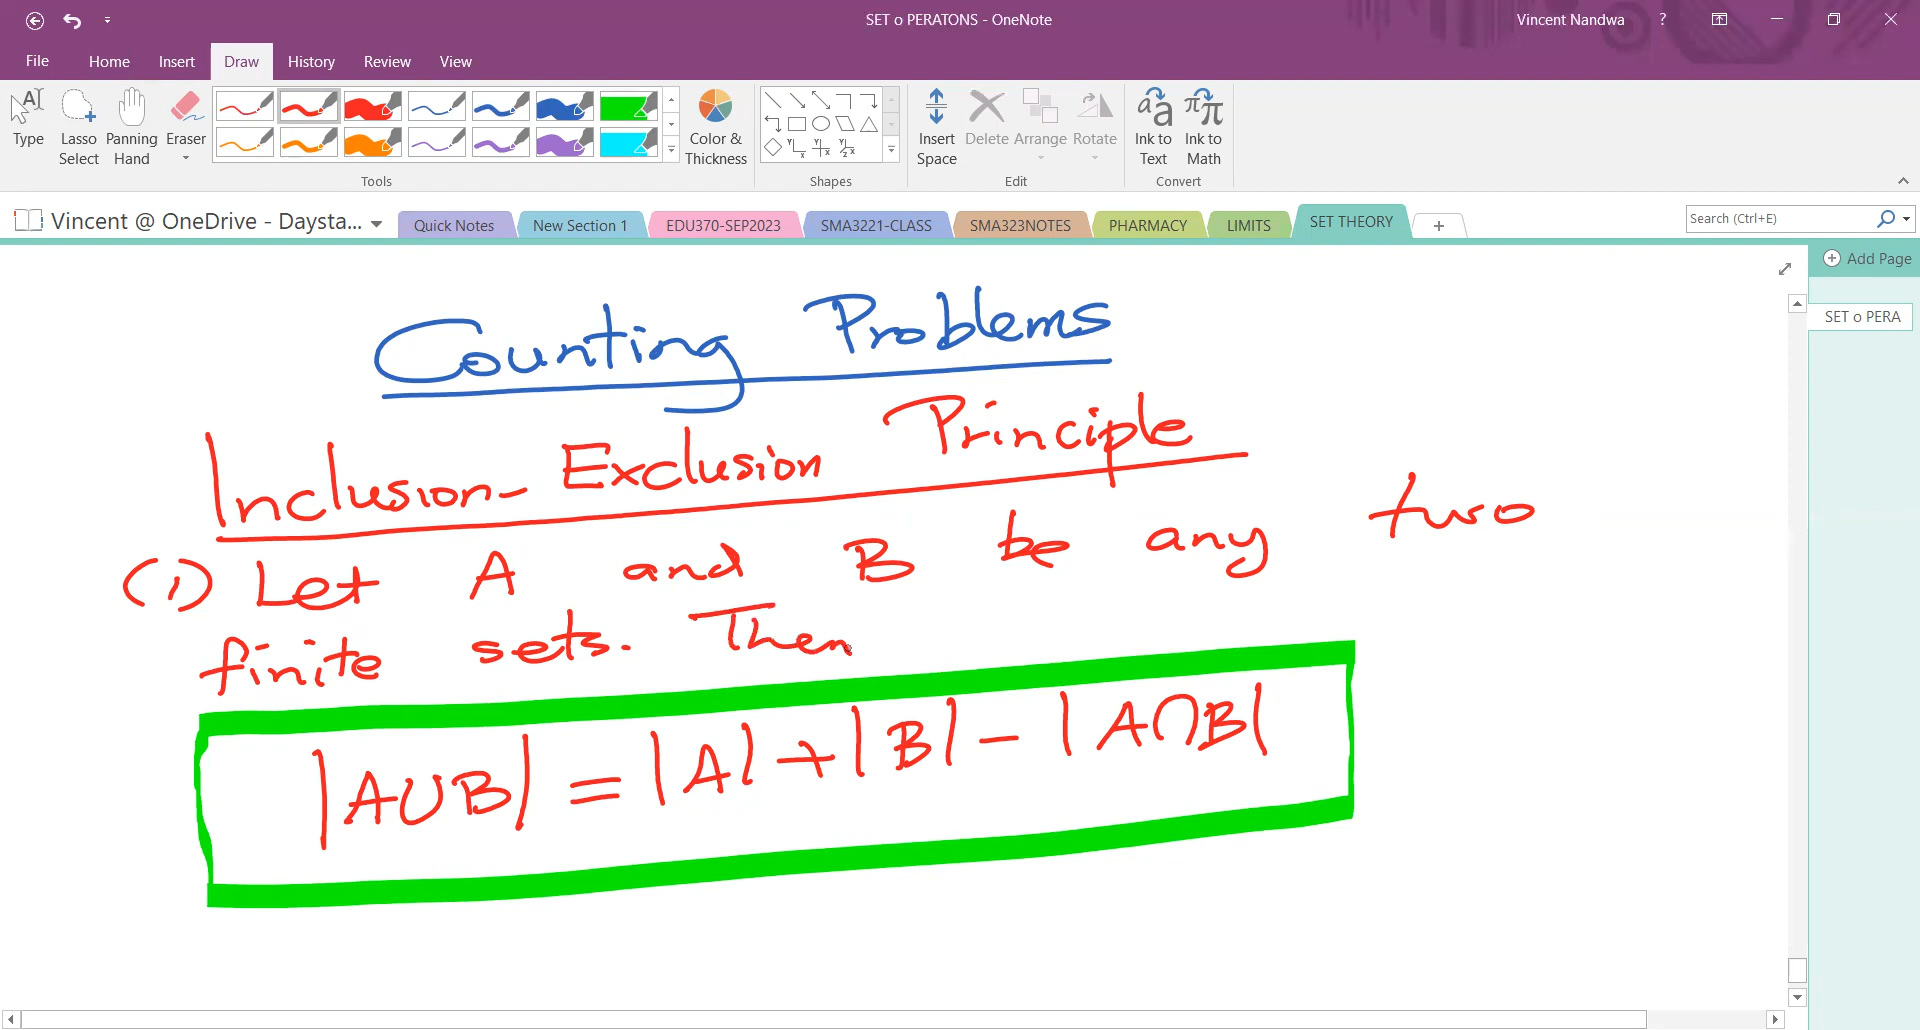 SET o PERATONS - OneNote
Vincent Nandwa
?
File Home Insert Draw History Review View
Type
Lasso Select
Panning Hand
Eraser
Color & Thickness
Insert Space
Delete
Arrange
Rotate
Ink to Text
Ink to Math
Tools
Shapes
Edit
Convert
Vincent @ OneDrive - Daysta...
Quick Notes
New Section 1
EDU370-SEP2023
SMA3221-CLASS
SMA323NOTES
PHARMACY
LIMITS
SET THEORY
+
Search (Ctrl+E)
Add Page
SET o PERA
Counting Problems
Inclusion-Exclusion Principle
(i) Let A and B be any two
finite sets. Then
|A∪B| = |A| + |B| - |A∩B|